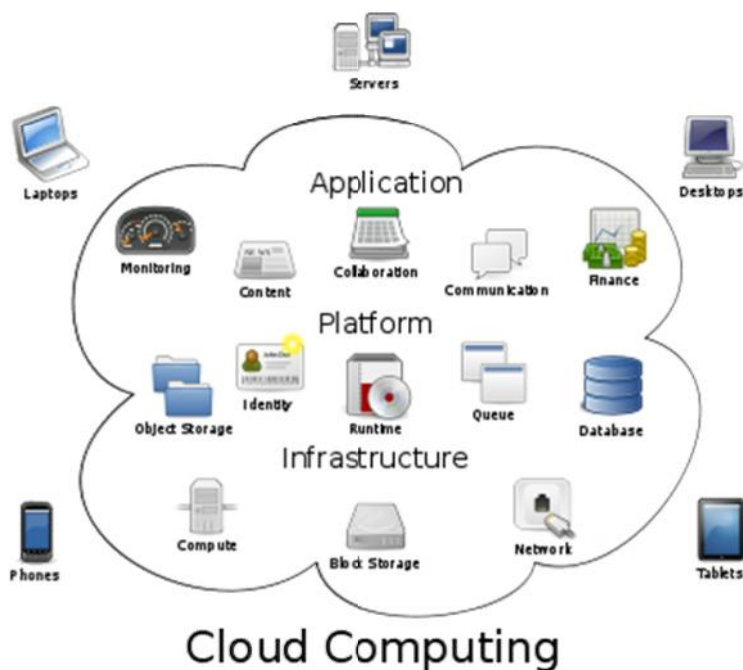 Servers
Laptops
Desktops
Application
Monitoring
Content
Collaboration
Communication
Finance
Platform
Object Storage
Identity
Runtime
Queue
Database
Infrastructure
Compute
Block Storage
Network
Phones
Tablets
Cloud Computing